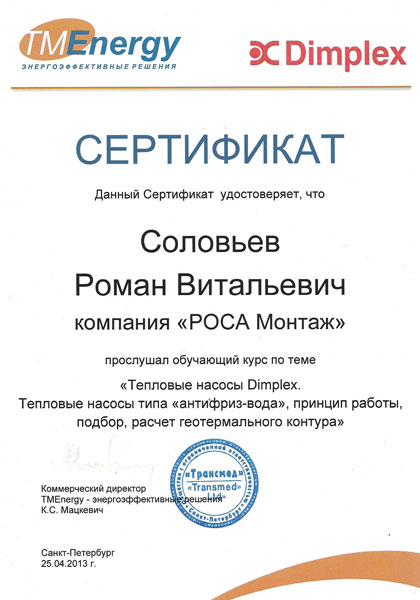 TMEnergy
ЭНЕРГОЭФФЕКТИВНЫЕ РЕШЕНИЯ
Dimplex
СЕРТИФИКАТ
Данный Сертификат удостоверяет, что
Соловьев
Роман Витальевич
компания «РОСА Монтаж»
прослушал обучающий курс по теме
«Тепловые насосы Dimplex.
Тепловые насосы типа «антифриз-вода», принцип работы,
подбор, расчет геотермального контура»
Коммерческий директор
TMEnergy - энергоэффективные решения
К.С. Мацкевич
«Трансмед»
"Transmed"
Ltd.
Санкт-Петербург
Санкт-Петербург
25.04.2013 г.